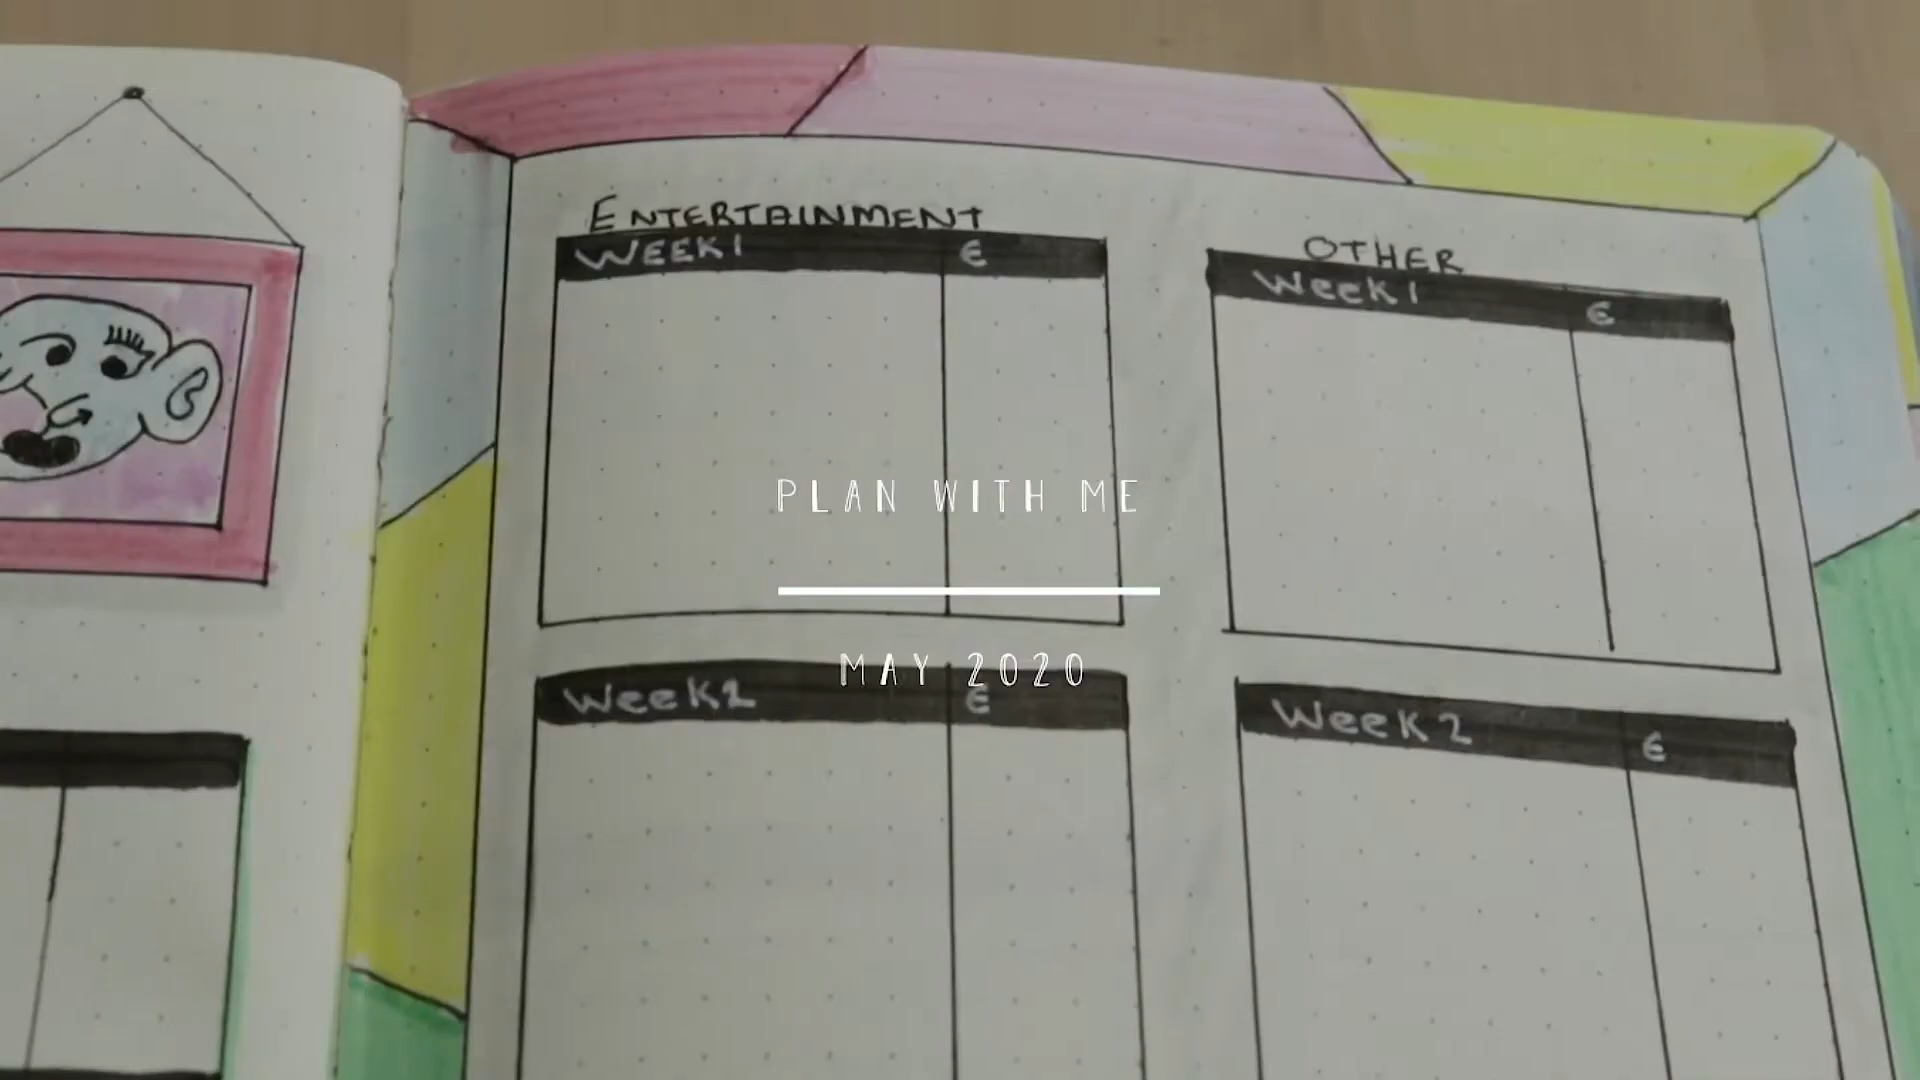 ENTERTAINMENT
WEEK1 €
OTHER
Week1 €
PLAN WITH ME
MAY 2020
Week2 €
Week2 €